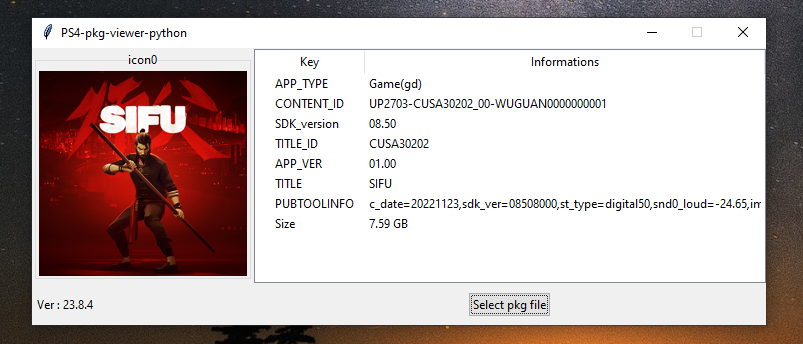 PS4-pkg-viewer-python
icon0
SIFU
Key Informations
APP_TYPE Game(gd)
CONTENT_ID UP2703-CUSA30202_00-WUGUAN0000000001
SDK_version 08.50
TITLE_ID CUSA30202
APP_VER 01.00
TITLE SIFU
PUBTOOLINFO c_date=20221123,sdk_ver=08508000,st_type=digital50,snd0_loud=-24.65,im
Size 7.59 GB
Ver : 23.8.4
Select pkg file